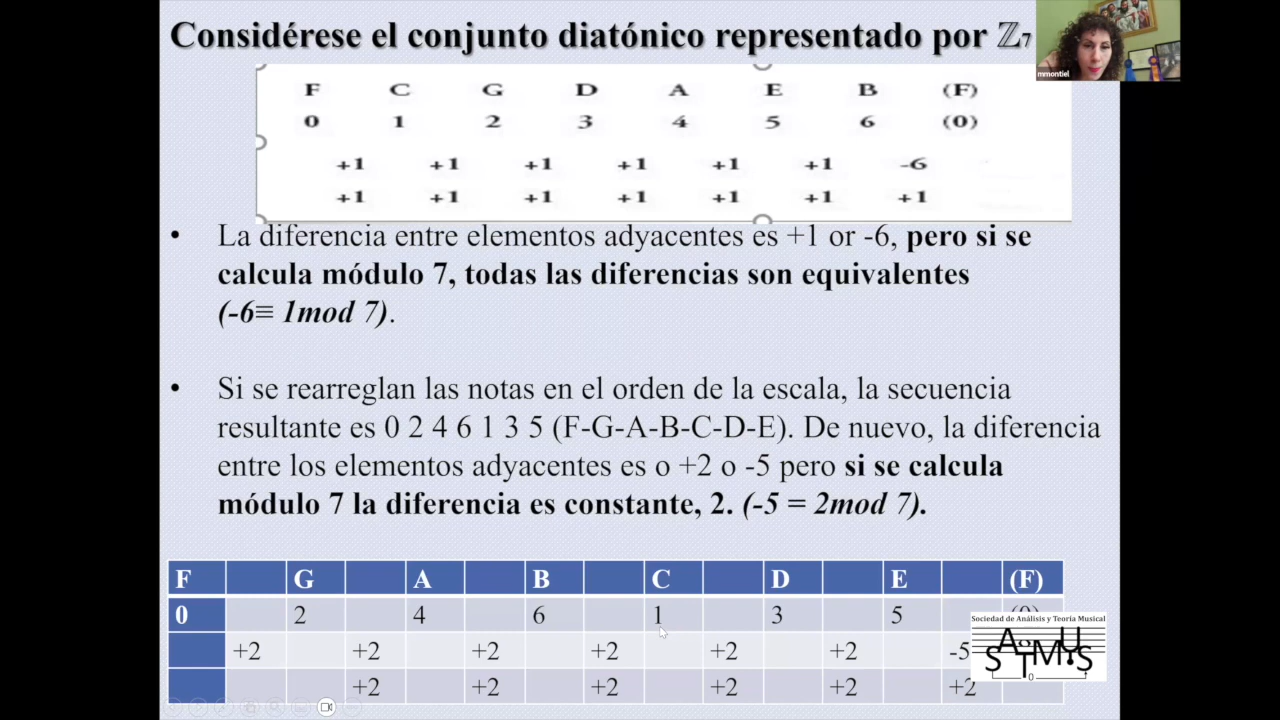 Considérese el conjunto diatónico representado por ℤ₇
mmontiel
F C G D A E B (F)
0 1 2 3 4 5 6 (0)
+1 +1 +1 +1 +1 +1 -6
+1 +1 +1 +1 +1 +1 +1
• La diferencia entre elementos adyacentes es +1 or -6, pero si se
calcula módulo 7, todas las diferencias son equivalentes
(-6≡ 1mod 7).
• Si se rearreglan las notas en el orden de la escala, la secuencia
resultante es 0 2 4 6 1 3 5 (F-G-A-B-C-D-E). De nuevo, la diferencia
entre los elementos adyacentes es o +2 o -5 pero si se calcula
módulo 7 la diferencia es constante, 2. (-5 = 2mod 7).
F G A B C D E (F)
0 2 4 6 1 3 5 (0)
+2 +2 +2 +2 +2 +2 -5
+2 +2 +2 +2 +2 +2
Sociedad de Análisis y Teoría Musical
SATMUS
0